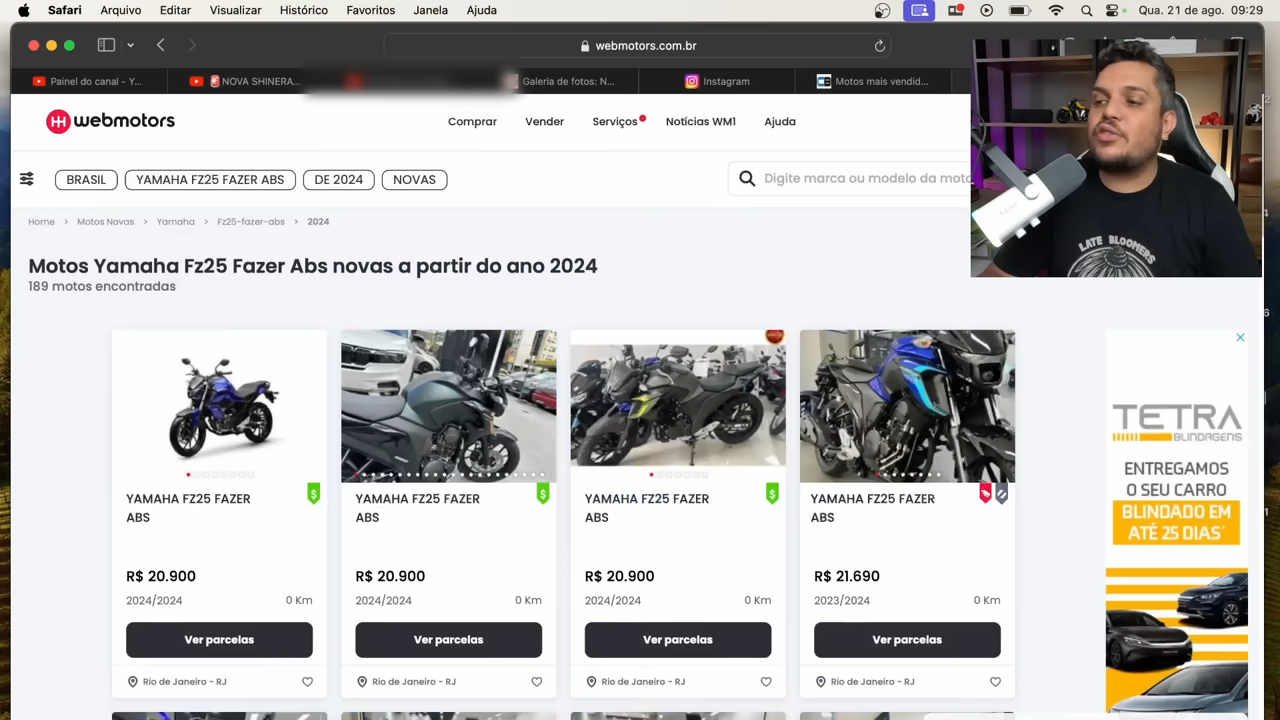 Safari Arquivo Editar Visualizar Histórico Favoritos Janela Ajuda Qua. 21 de ago. 09:29
webmotors.com.br
Painel do canal - Y... NOVA SHINERA... Galeria de fotos: N... Instagram Motos mais vendid...
webmotors Comprar Vender Serviços Notícias WM1 Ajuda
BRASIL YAMAHA FZ25 FAZER ABS DE 2024 NOVAS Digite marca ou modelo da moto
LATE BLOOMERS
Home > Motos Novas > Yamaha > Fz25-fazer-abs > 2024
Motos Yamaha Fz25 Fazer Abs novas a partir do ano 2024
189 motos encontradas
YAMAHA FZ25 FAZER
ABS
R$ 20.900
2024/2024 0 Km
Ver parcelas
Rio de Janeiro - RJ
YAMAHA FZ25 FAZER
ABS
R$ 20.900
2024/2024 0 Km
Ver parcelas
Rio de Janeiro - RJ
YAMAHA FZ25 FAZER
ABS
R$ 20.900
2024/2024 0 Km
Ver parcelas
Rio de Janeiro - RJ
YAMAHA FZ25 FAZER
ABS
R$ 21.690
2023/2024 0 Km
Ver parcelas
Rio de Janeiro - RJ
TETRA
BLINDAGENS
ENTREGAMOS
O SEU CARRO
BLINDADO EM
ATÉ 25 DIAS*